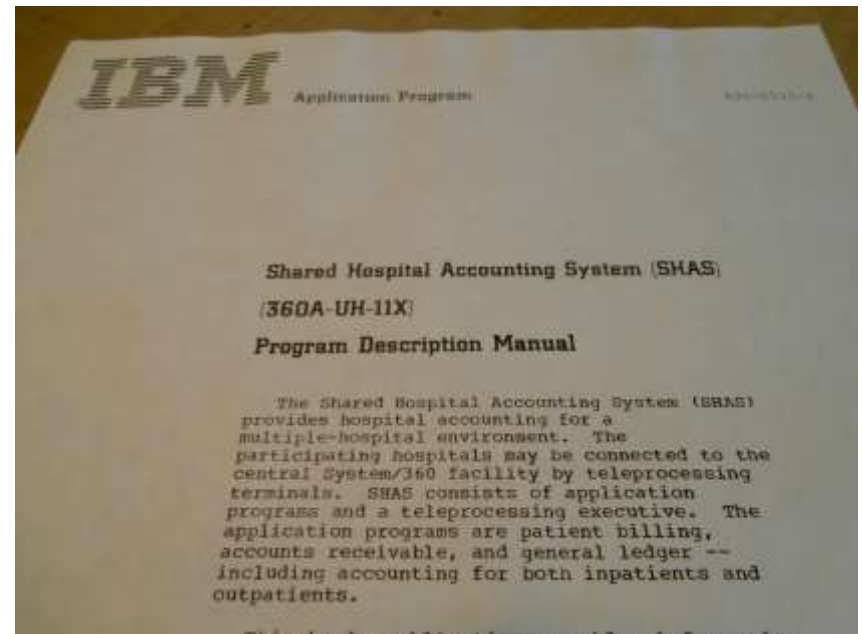 IBM
Application Program
Shared Hospital Accounting System (SHAS)
(360A-UH-11X)
Program Description Manual
The Shared Hospital Accounting System (SHAS)
provides hospital accounting for a
multiple-hospital environment. The
participating hospitals may be connected to the
central System/360 facility by teleprocessing
terminals. SHAS consists of application
programs and a teleprocessing executive. The
application programs are patient billing,
accounts receivable, and general ledger --
including accounting for both inpatients and
outpatients.